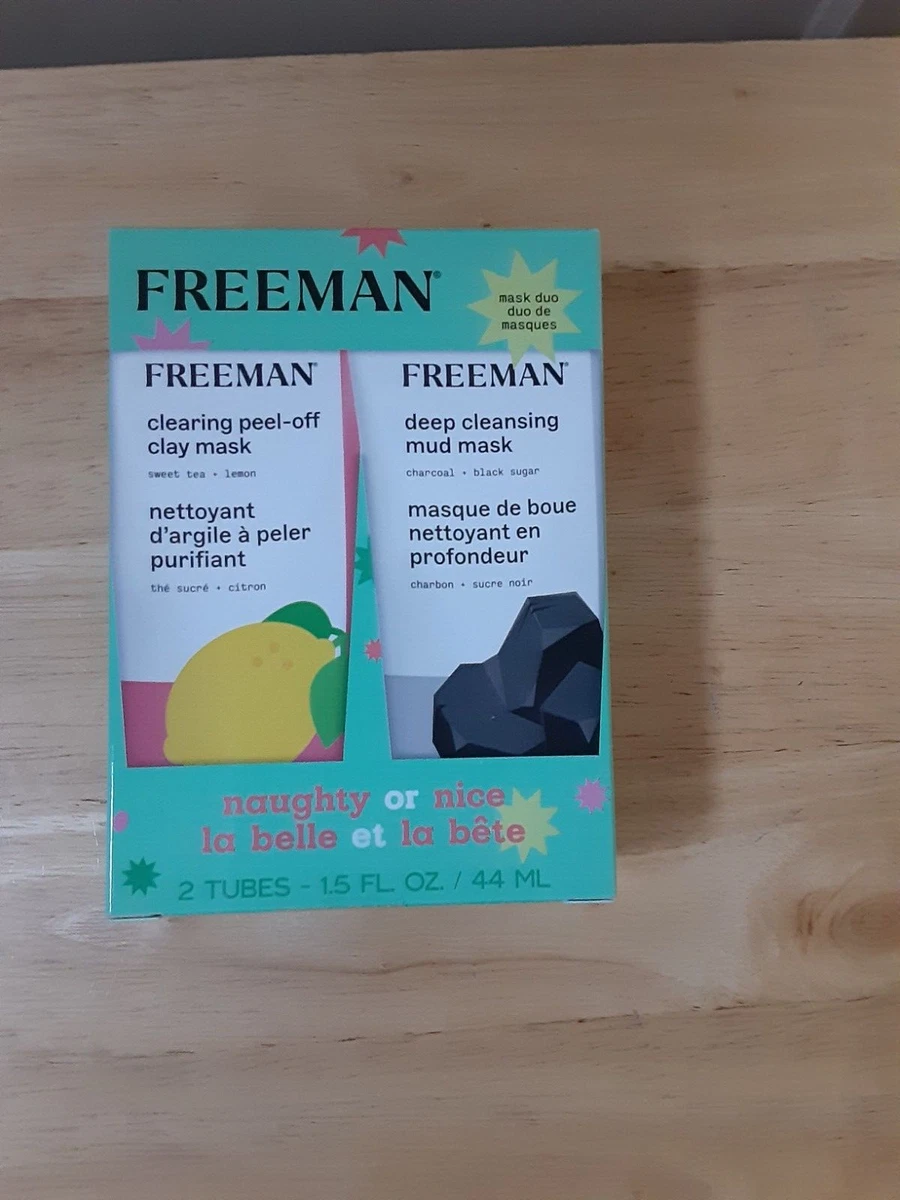 FREEMAN®
mask duo
duo de
masques
FREEMAN®
clearing peel-off
clay mask
sweet tea + lemon
nettoyant
d'argile à peler
purifiant
thé sucré + citron
FREEMAN®
deep cleansing
mud mask
charcoal + black sugar
masque de boue
nettoyant en
profondeur
charbon + sucre noir
naughty or nice
la belle et la bête
2 TUBES - 1.5 FL. OZ. / 44 ML